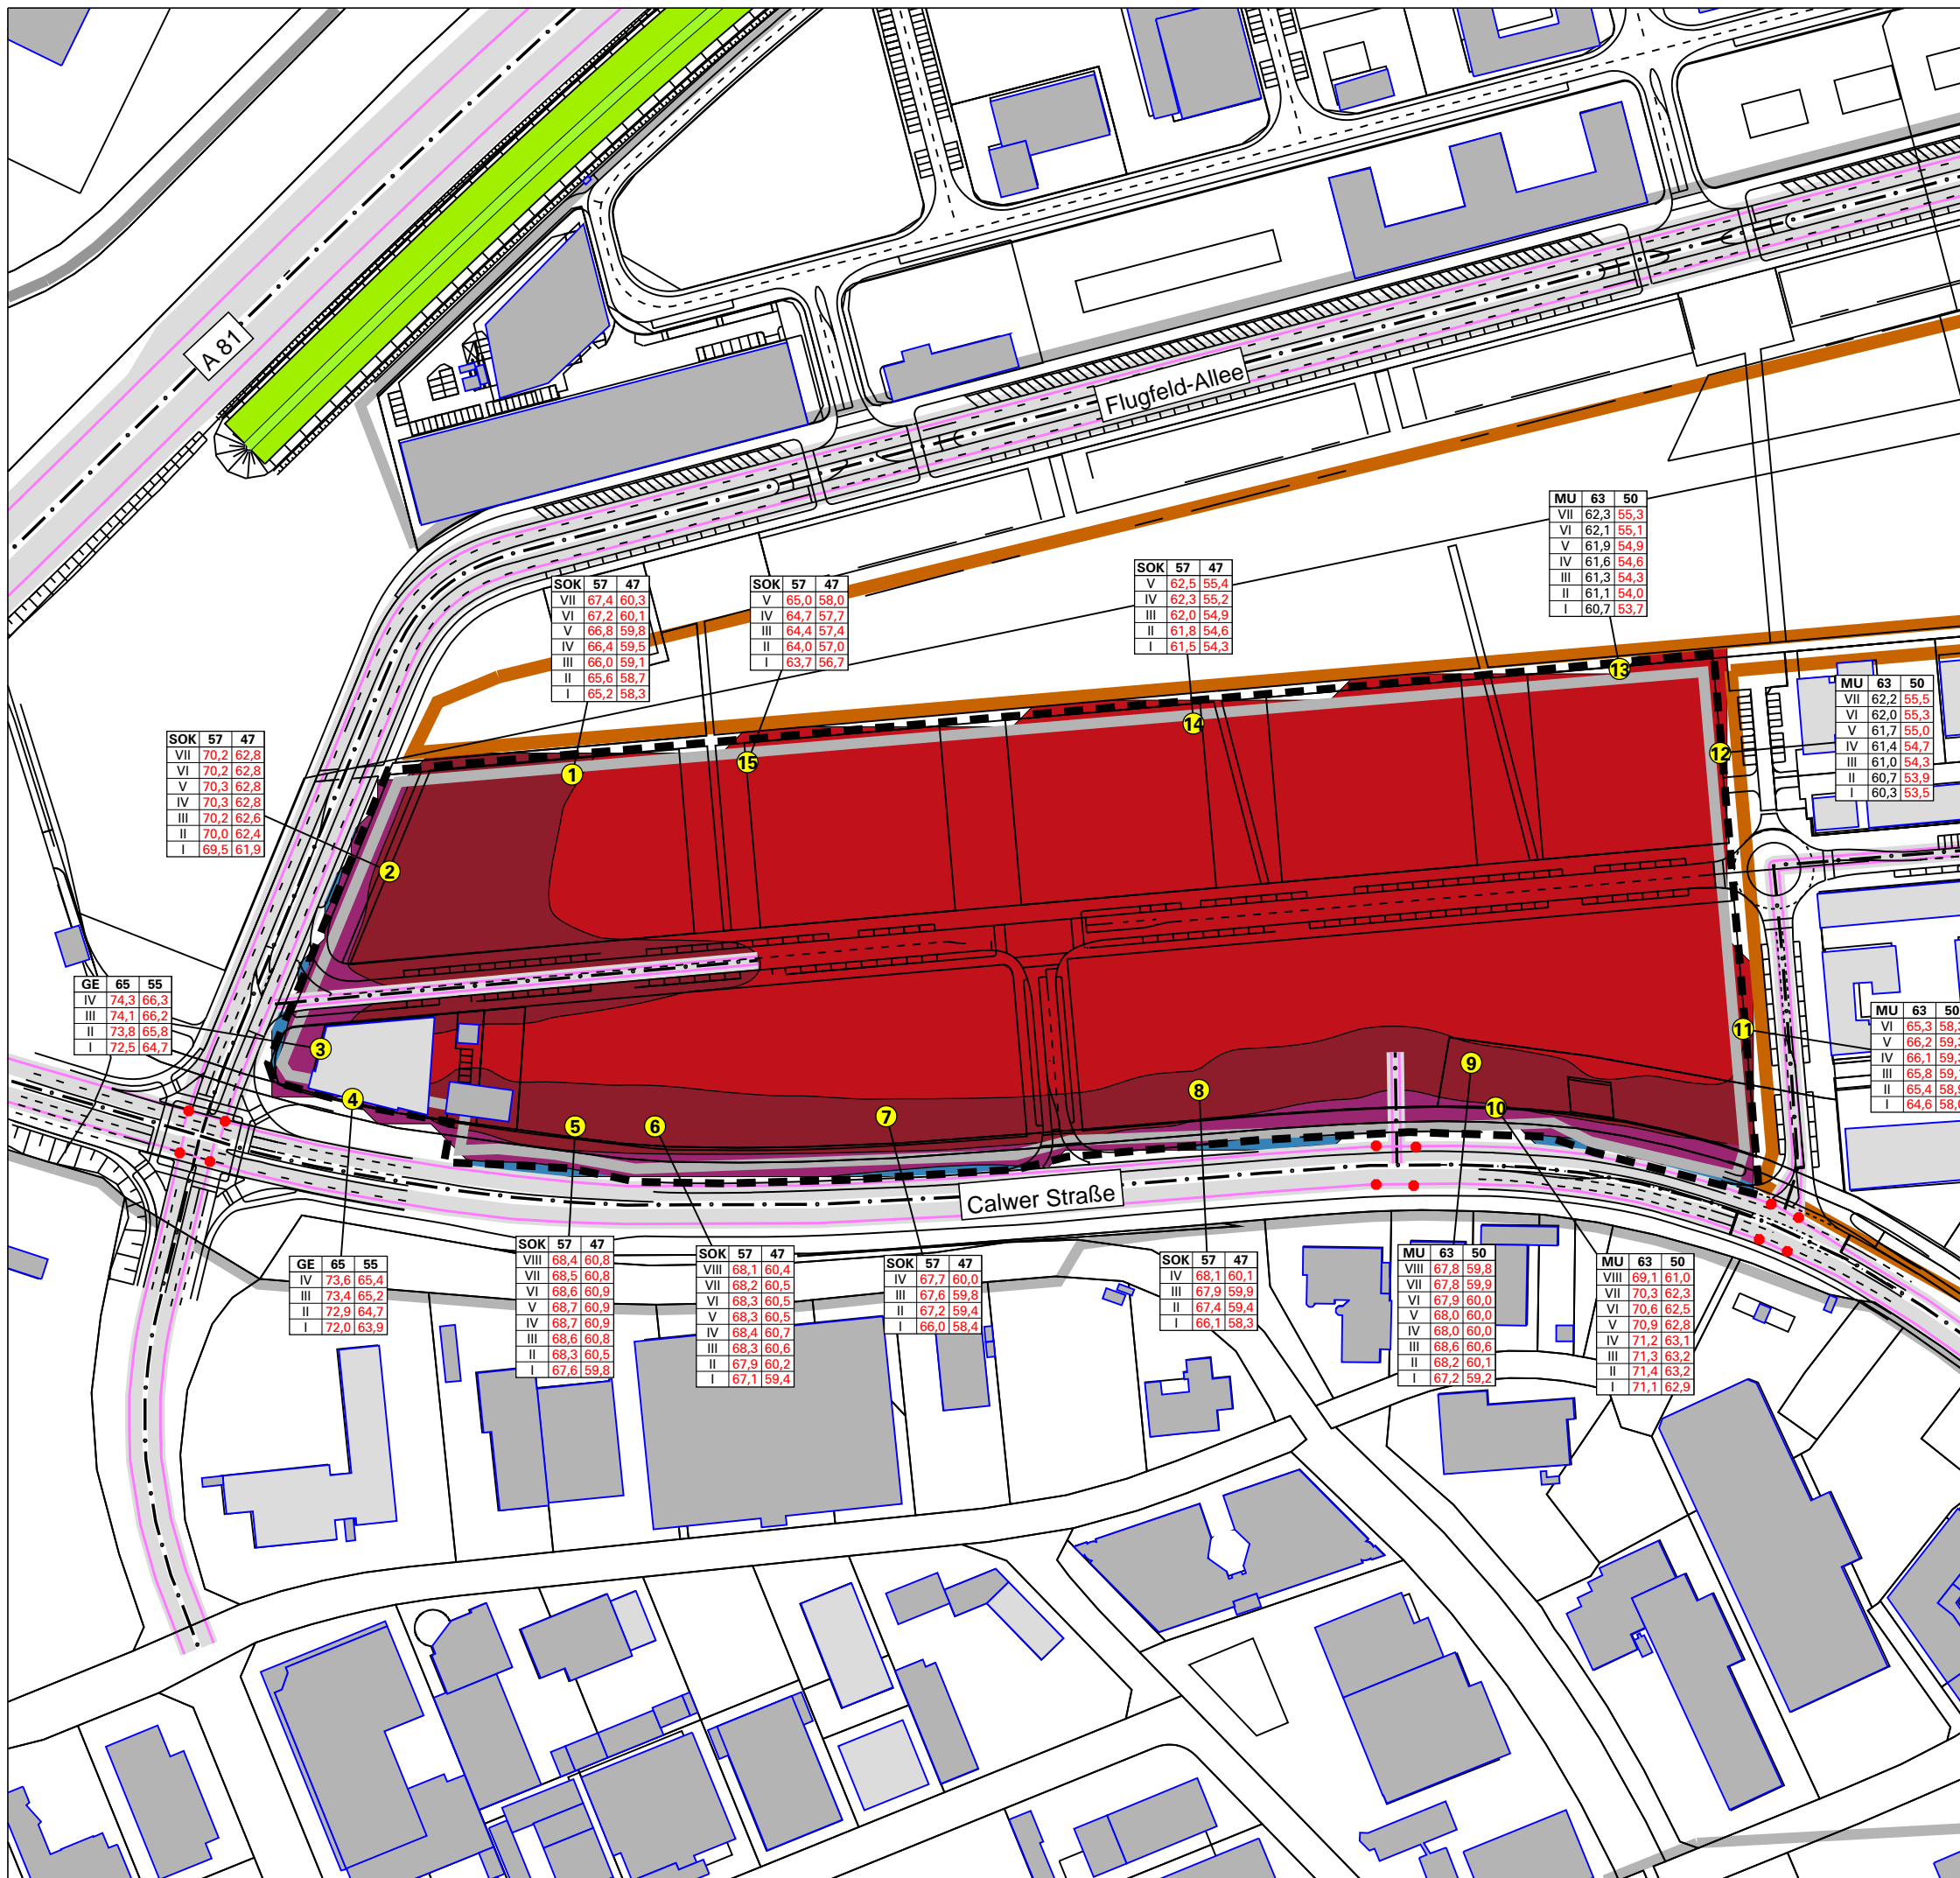 A 81
Flugfeld-Allee
MU 63 50
VII 62,3 55,3
VI 62,1 55,1
V 61,9 54,9
IV 61,6 54,6
III 61,3 54,3
II 61,1 54,0
I 60,7 53,7
SOK 57 47
V 62,5 55,4
IV 62,3 55,2
III 62,0 54,9
II 61,8 54,6
I 61,5 54,3
SOK 57 47
VII 67,4 60,3
VI 67,2 60,1
V 66,8 59,8
IV 66,4 59,5
III 66,0 59,1
II 65,6 58,7
I 65,2 58,3
SOK 57 47
V 65,0 58,0
IV 64,7 57,7
III 64,4 57,4
II 64,0 57,0
I 63,7 56,7
MU 63 50
VII 62,2 55,5
VI 62,0 55,3
V 61,7 55,0
IV 61,4 54,7
III 61,0 54,3
II 60,7 53,9
I 60,3 53,5
SOK 57 47
VII 70,2 62,8
VI 70,2 62,8
V 70,3 62,8
IV 70,3 62,8
III 70,2 62,6
II 70,0 62,4
I 69,5 61,9
13
14
12
15
1
2
GE 65 55
IV 74,3 66,3
III 74,1 66,2
II 73,8 65,8
I 72,5 64,7
MU 63 50
VI 65,3
V 66,2
IV 66,1
III 65,8
II 65,4
I 64,6
11
3
9
8
4
10
7
5
6
Calwer Straße
GE 65 55
IV 73,6 65,4
III 73,4 65,2
II 72,9 64,7
I 72,0 63,9
SOK 57 47
VIII 68,4 60,8
VII 68,5 60,8
VI 68,6 60,9
V 68,7 60,9
IV 68,7 60,9
III 68,6 60,8
II 68,3 60,5
I 67,6 59,8
SOK 57 47
VIII 68,1 60,4
VII 68,2 60,5
VI 68,3 60,5
V 68,3 60,5
IV 68,4 60,7
III 68,3 60,6
II 67,9 60,2
I 67,1 59,4
SOK 57 47
IV 67,7 60,0
III 67,6 59,8
II 67,2 59,4
I 66,0 58,4
SOK 57 47
IV 68,1 60,1
III 67,9 59,9
II 67,4 59,4
I 66,1 58,3
MU 63 50
VIII 67,8 59,8
VII 67,8 59,9
VI 67,9 60,0
V 68,0 60,0
IV 68,0 60,0
III 68,6 60,6
II 68,2 60,1
I 67,2 59,2
MU 63 50
VIII 69,1 61,0
VII 70,3 62,3
VI 70,6 62,5
V 70,9 62,8
IV 71,2 63,1
III 71,3 63,2
II 71,4 63,2
I 71,1 62,9